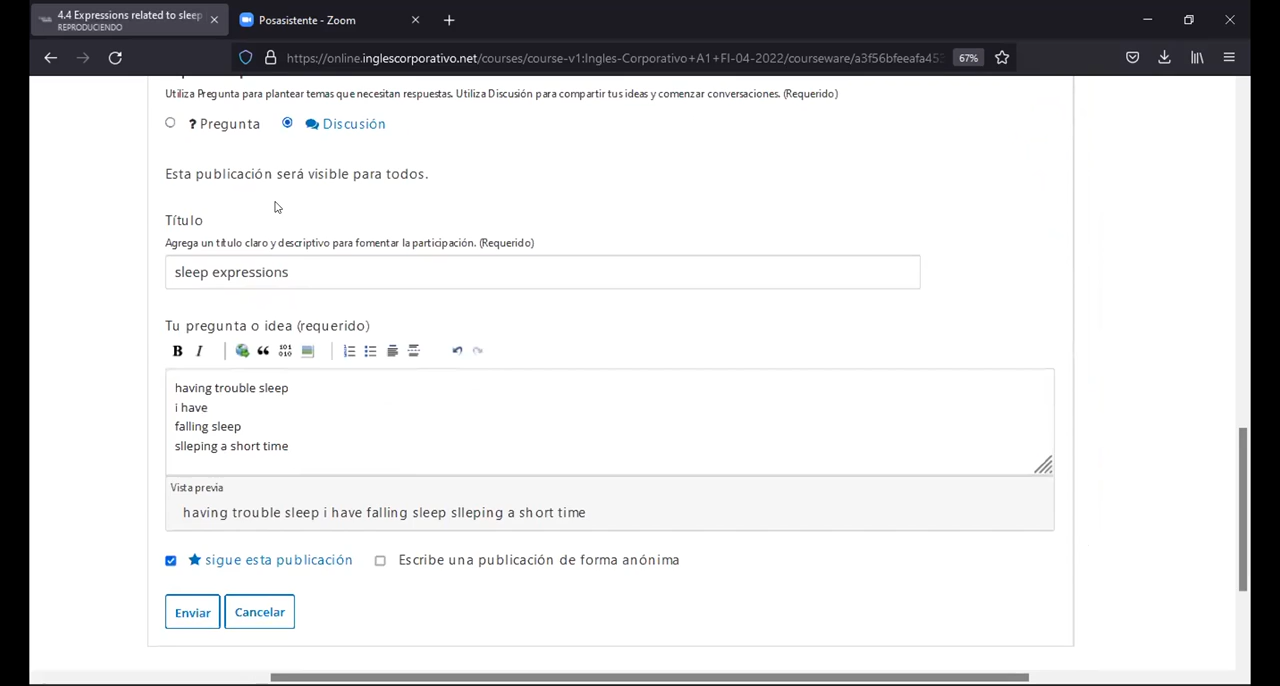 4.4 Expressions related to sleep
REPRODUCIENDO
Posasistente - Zoom
https://online.inglescorporativo.net/courses/course-v1:Ingles-Corporativo+A1+FI-04-2022/courseware/a3f56bfeeafa45
67%
Utiliza Pregunta para plantear temas que necesitan respuestas. Utiliza Discusión para compartir tus ideas y comenzar conversaciones. (Requerido)
? Pregunta Discusión
Esta publicación será visible para todos.
Título
Agrega un título claro y descriptivo para fomentar la participación. (Requerido)
sleep expressions
Tu pregunta o idea (requerido)
B I
having trouble sleep
i have
falling sleep
slleping a short time
Vista previa
having trouble sleep i have falling sleep slleping a short time
sigue esta publicación Escribe una publicación de forma anónima
Enviar Cancelar